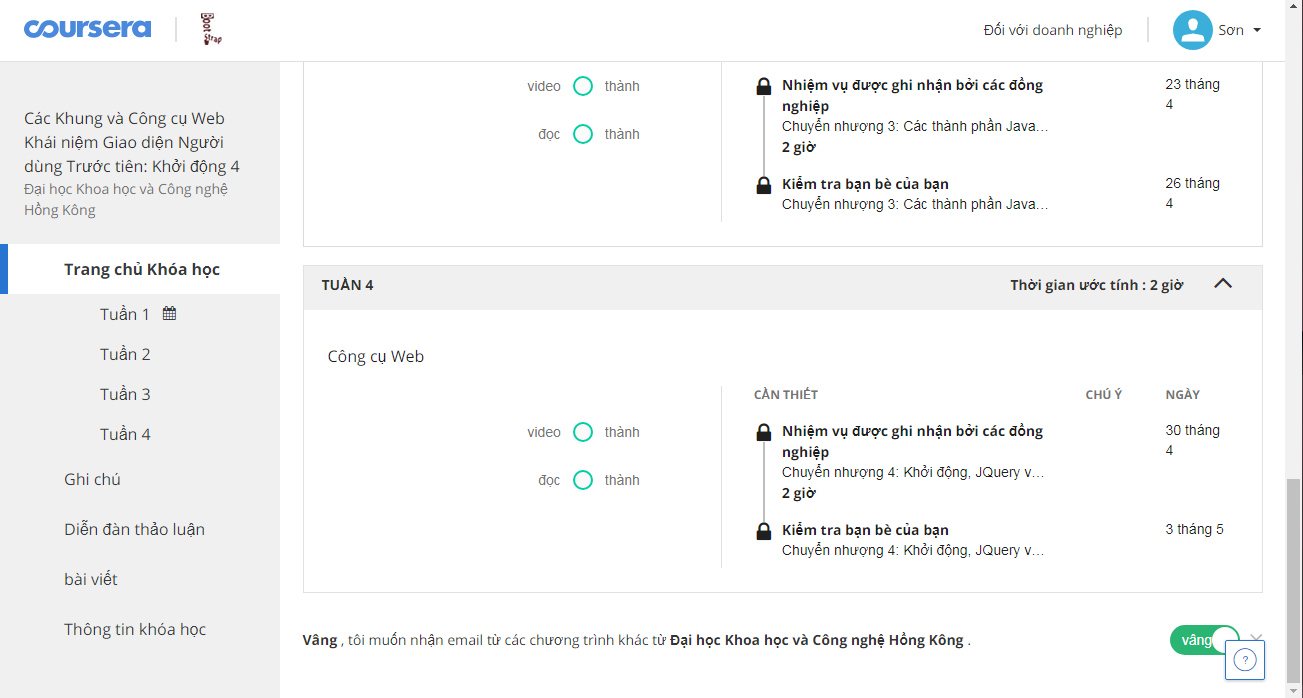 coursera
Bootstrap
Đối với doanh nghiệp
Sơn
Các Khung và Công cụ Web
Khái niệm Giao diện Người
dùng Trước tiên: Khởi động 4
Đại học Khoa học và Công nghệ
Hồng Kông
Trang chủ Khóa học
Tuần 1
Tuần 2
Tuần 3
Tuần 4
Ghi chú
Diễn đàn thảo luận
bài viết
Thông tin khóa học
video thành
đọc thành
Nhiệm vụ được ghi nhận bởi các đồng
nghiệp
Chuyển nhượng 3: Các thành phần Java…
2 giờ
23 tháng
4
Kiểm tra bạn bè của bạn
Chuyển nhượng 3: Các thành phần Java…
26 tháng
4
TUẦN 4
Thời gian ước tính : 2 giờ
Công cụ Web
video thành
đọc thành
CẦN THIẾT
CHÚ Ý
NGÀY
Nhiệm vụ được ghi nhận bởi các đồng
nghiệp
Chuyển nhượng 4: Khởi động, JQuery v…
2 giờ
30 tháng
4
Kiểm tra bạn bè của bạn
Chuyển nhượng 4: Khởi động, JQuery v…
3 tháng 5
Vâng , tôi muốn nhận email từ các chương trình khác từ Đại học Khoa học và Công nghệ Hồng Kông .
vâng
?